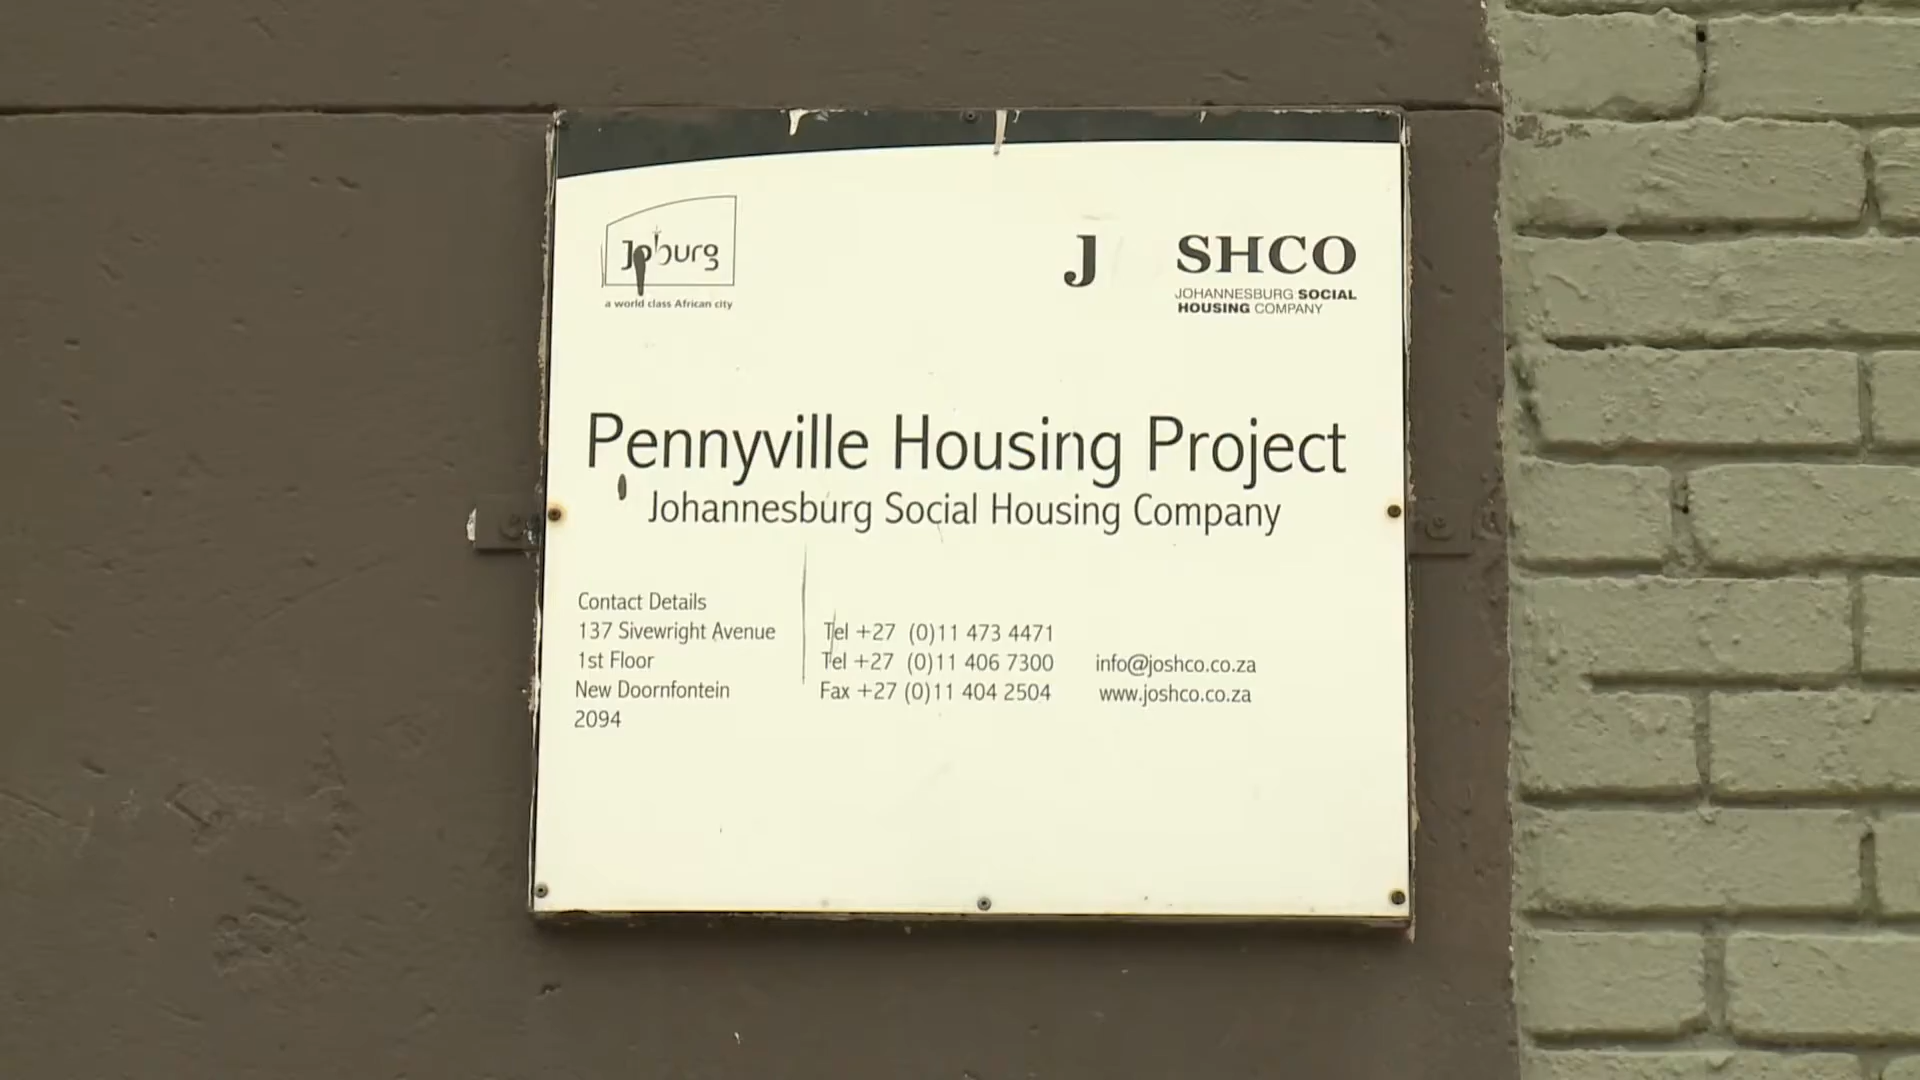 Joburg
a world class African city
J SHCO
JOHANNESBURG SOCIAL
HOUSING COMPANY
Pennyville Housing Project
Johannesburg Social Housing Company
Contact Details
137 Sivewright Avenue
1st Floor
New Doornfontein
2094
Tel +27 (0)11 473 4471
Tel +27 (0)11 406 7300
Fax +27 (0)11 404 2504
info@joshco.co.za
www.joshco.co.za